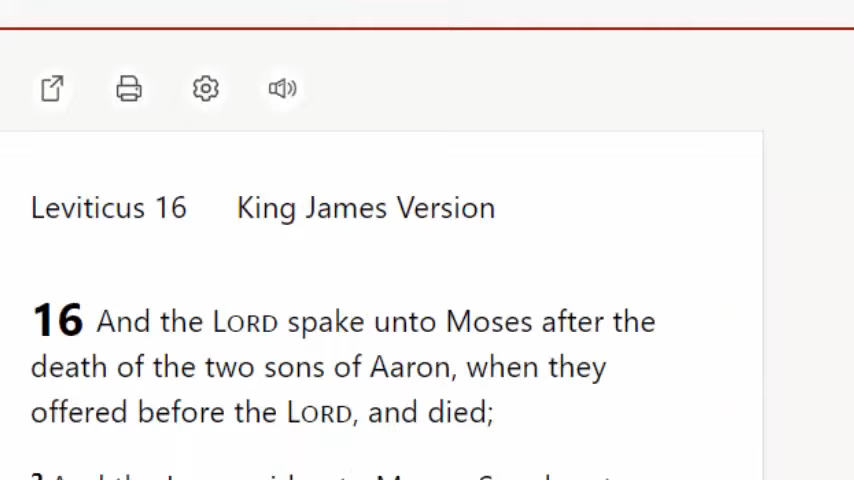 Leviticus 16 King James Version
16 And the LORD spake unto Moses after the
death of the two sons of Aaron, when they
offered before the LORD, and died;